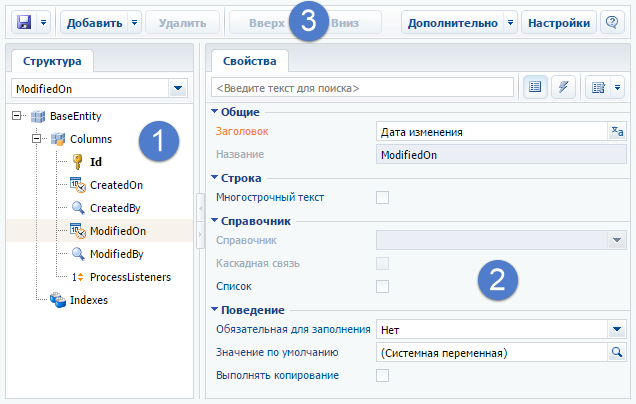 Добавить Удалить Вверх 3 Вниз Дополнительно Настройки
Структура
ModifiedOn
BaseEntity
Columns
1
Id
CreatedOn
CreatedBy
ModifiedOn
ModifiedBy
ProcessListeners
Indexes
Свойства
<Введите текст для поиска>
Общие
Заголовок Дата изменения
Название ModifiedOn
Строка
Многострочный текст
Справочник
Справочник
Каскадная связь
Список
2
Поведение
Обязательная для заполнения Нет
Значение по умолчанию (Системная переменная)
Выполнять копирование